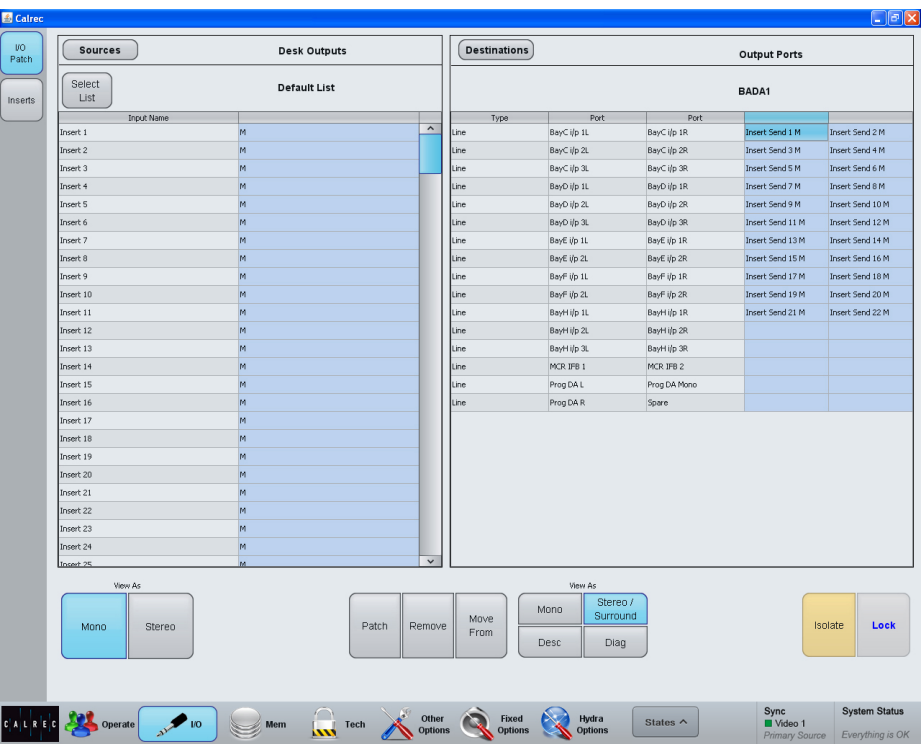 Calrec
I/O Patch
Inserts
Sources
Desk Outputs
Select List
Default List
Input Name
Insert 1 M
Insert 2 M
Insert 3 M
Insert 4 M
Insert 5 M
Insert 6 M
Insert 7 M
Insert 8 M
Insert 9 M
Insert 10 M
Insert 11 M
Insert 12 M
Insert 13 M
Insert 14 M
Insert 15 M
Insert 16 M
Insert 17 M
Insert 18 M
Insert 19 M
Insert 20 M
Insert 21 M
Insert 22 M
Insert 23 M
Insert 24 M
Insert 25 M
Destinations
Output Ports
BADA1
Type Port Port
Line BayC i/p 1L BayC i/p 1R Insert Send 1 M Insert Send 2 M
Line BayC i/p 2L BayC i/p 2R Insert Send 3 M Insert Send 4 M
Line BayC i/p 3L BayC i/p 3R Insert Send 5 M Insert Send 6 M
Line BayD i/p 1L BayD i/p 1R Insert Send 7 M Insert Send 8 M
Line BayD i/p 2L BayD i/p 2R Insert Send 9 M Insert Send 10 M
Line BayD i/p 3L BayD i/p 3R Insert Send 11 M Insert Send 12 M
Line BayE i/p 1L BayE i/p 1R Insert Send 13 M Insert Send 14 M
Line BayE i/p 2L BayE i/p 2R Insert Send 15 M Insert Send 16 M
Line BayF i/p 1L BayF i/p 1R Insert Send 17 M Insert Send 18 M
Line BayF i/p 2L BayF i/p 2R Insert Send 19 M Insert Send 20 M
Line BayH i/p 1L BayH i/p 1R Insert Send 21 M Insert Send 22 M
Line BayH i/p 2L BayH i/p 2R
Line BayH i/p 3L BayH i/p 3R
Line MCR IFB 1 MCR IFB 2
Line Prog DA L Prog DA Mono
Line Prog DA R Spare
View As
Mono Stereo
Patch Remove Move From
View As
Mono Stereo / Surround
Desc Diag
Isolate Lock
CALREC
Operate
I/O
Mem
Tech
Other Options
Fixed Options
Hydra Options
States
Sync
Video 1
Primary Source
System Status
Everything is OK